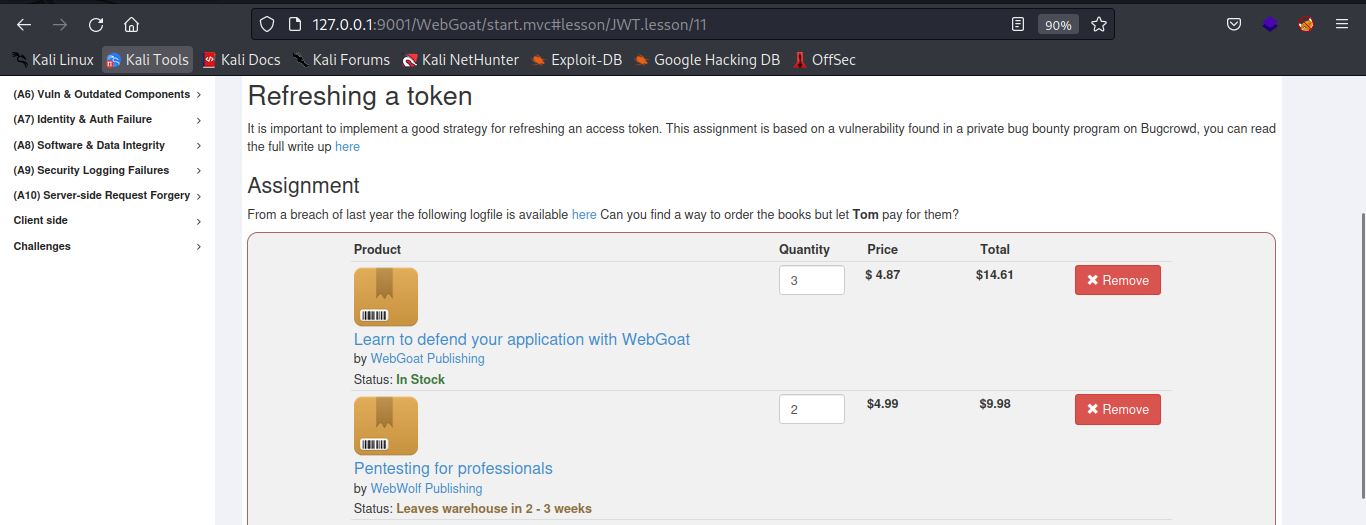 127.0.0.1:9001/WebGoat/start.mvc#lesson/JWT.lesson/11 90%
Kali Linux Kali Tools Kali Docs Kali Forums Kali NetHunter Exploit-DB Google Hacking DB OffSec
(A6) Vuln & Outdated Components
(A7) Identity & Auth Failure
(A8) Software & Data Integrity
(A9) Security Logging Failures
(A10) Server-side Request Forgery
Client side
Challenges
Refreshing a token
It is important to implement a good strategy for refreshing an access token. This assignment is based on a vulnerability found in a private bug bounty program on Bugcrowd, you can read
the full write up here
Assignment
From a breach of last year the following logfile is available here Can you find a way to order the books but let Tom pay for them?
Product Quantity Price Total
3 $ 4.87 $14.61 Remove
Learn to defend your application with WebGoat
by WebGoat Publishing
Status: In Stock
2 $4.99 $9.98 Remove
Pentesting for professionals
by WebWolf Publishing
Status: Leaves warehouse in 2 - 3 weeks